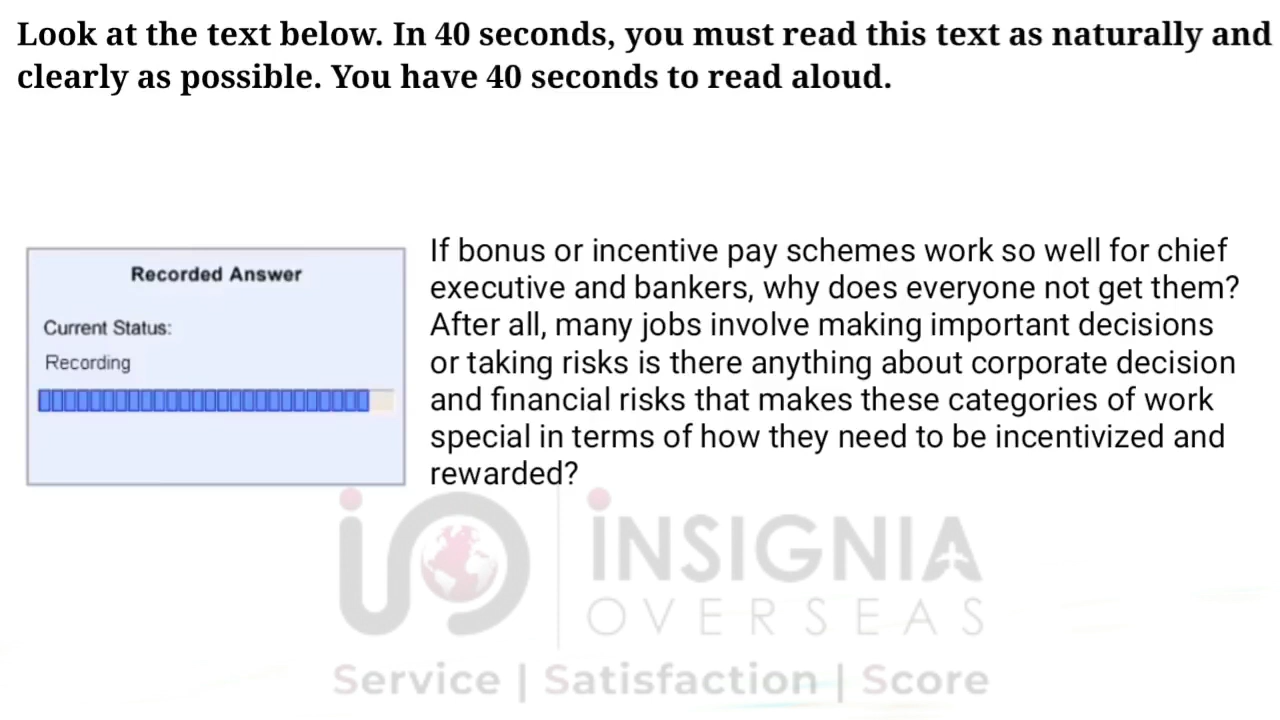 Look at the text below. In 40 seconds, you must read this text as naturally and
clearly as possible. You have 40 seconds to read aloud.
Recorded Answer
Current Status:
Recording
If bonus or incentive pay schemes work so well for chief
executive and bankers, why does everyone not get them?
After all, many jobs involve making important decisions
or taking risks is there anything about corporate decision
and financial risks that makes these categories of work
special in terms of how they need to be incentivized and
rewarded?
INSIGNIA
OVERSEAS
Service | Satisfaction | Score